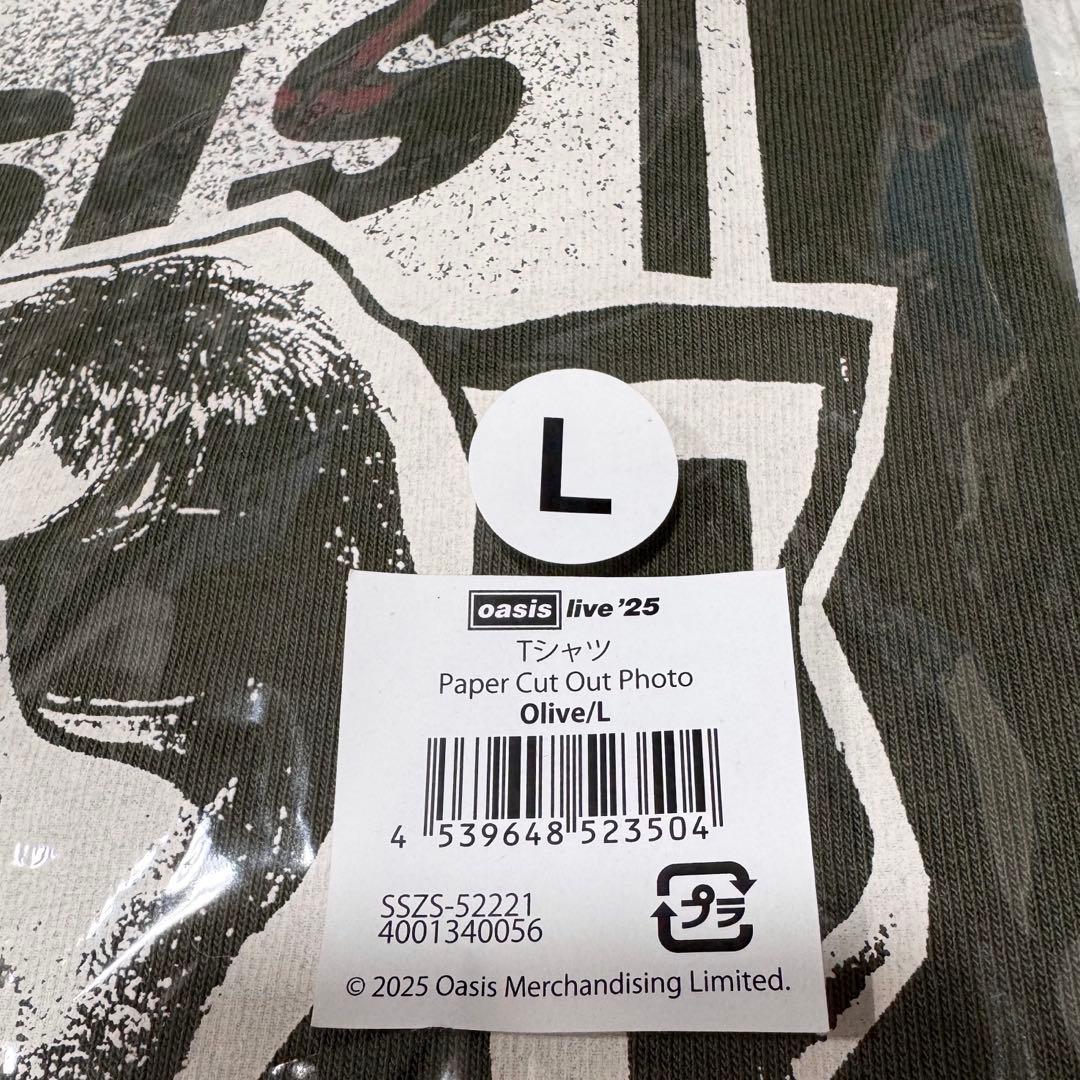 sis
L
oasis live '25
Tシャツ
Paper Cut Out Photo
Olive/L
4 539648 523504
SSZS-52221
4001340056
プラ
© 2025 Oasis Merchandising Limited.